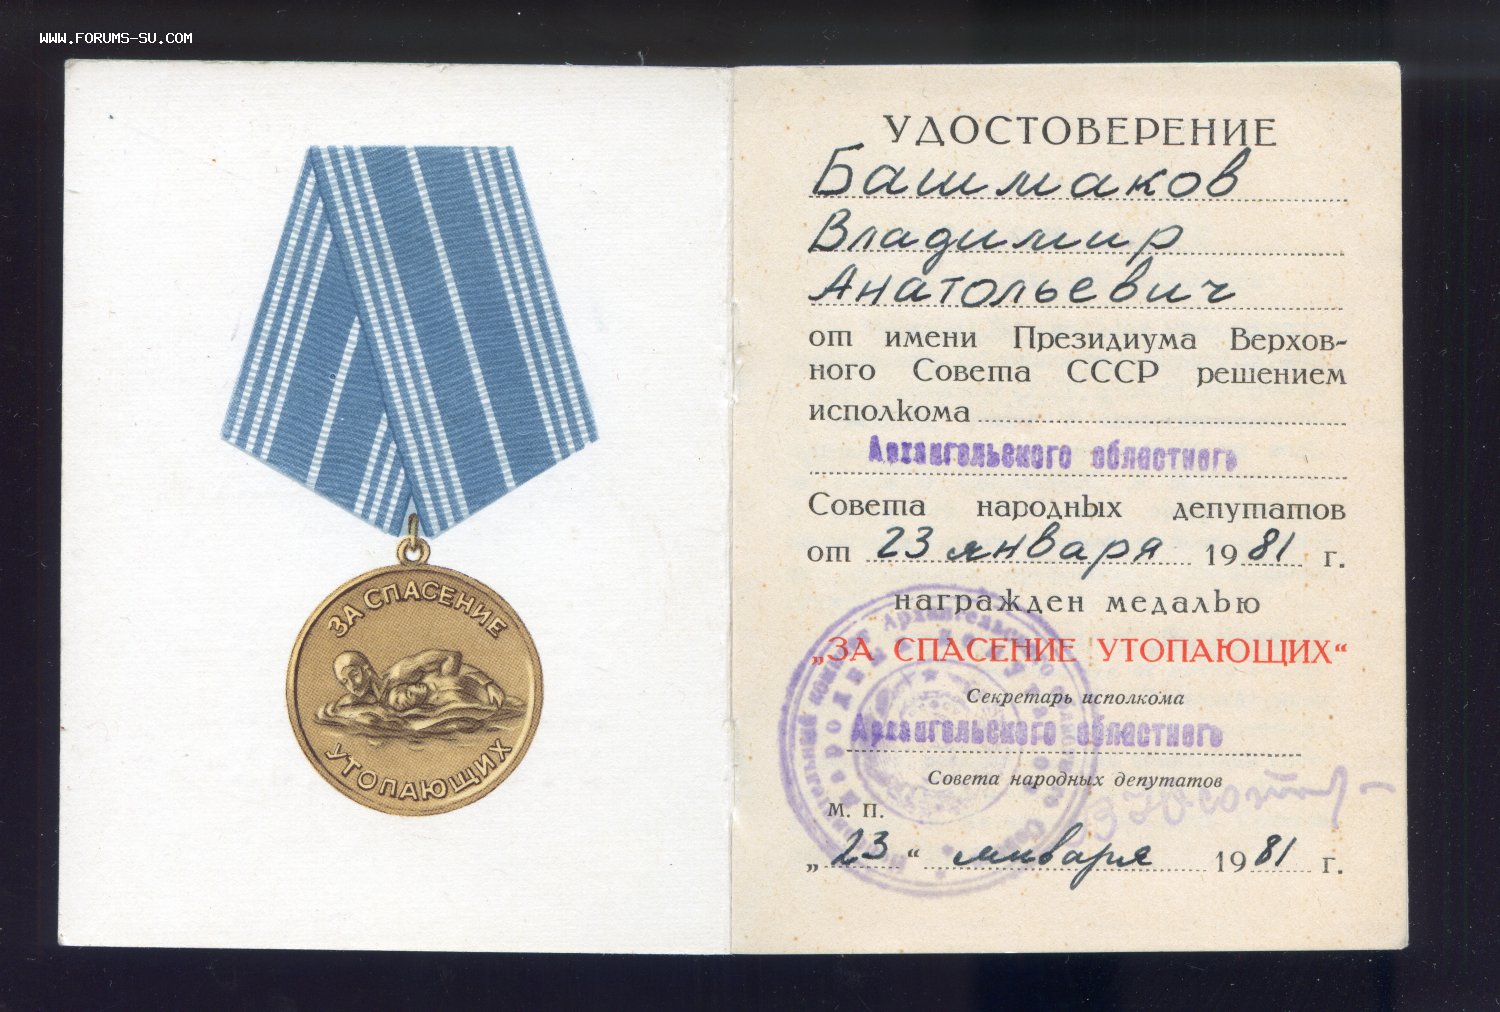 WWW.FORUMS-SU.COM
ЗА СПАСЕНИЕ
УТОПАЮЩИХ
УДОСТОВЕРЕНИЕ
Башмаков
Владимир
Анатольевич
от имени Президиума Верхов-
ного Совета СССР решением
исполкома
Архангельского областного
Совета народных депутатов
от 23 января 1981 г.
награжден медалью
„ЗА СПАСЕНИЕ УТОПАЮЩИХ“
Секретарь исполкома
Архангельского областного
Совета народных депутатов
М. П.
„23“ января 1981 г.